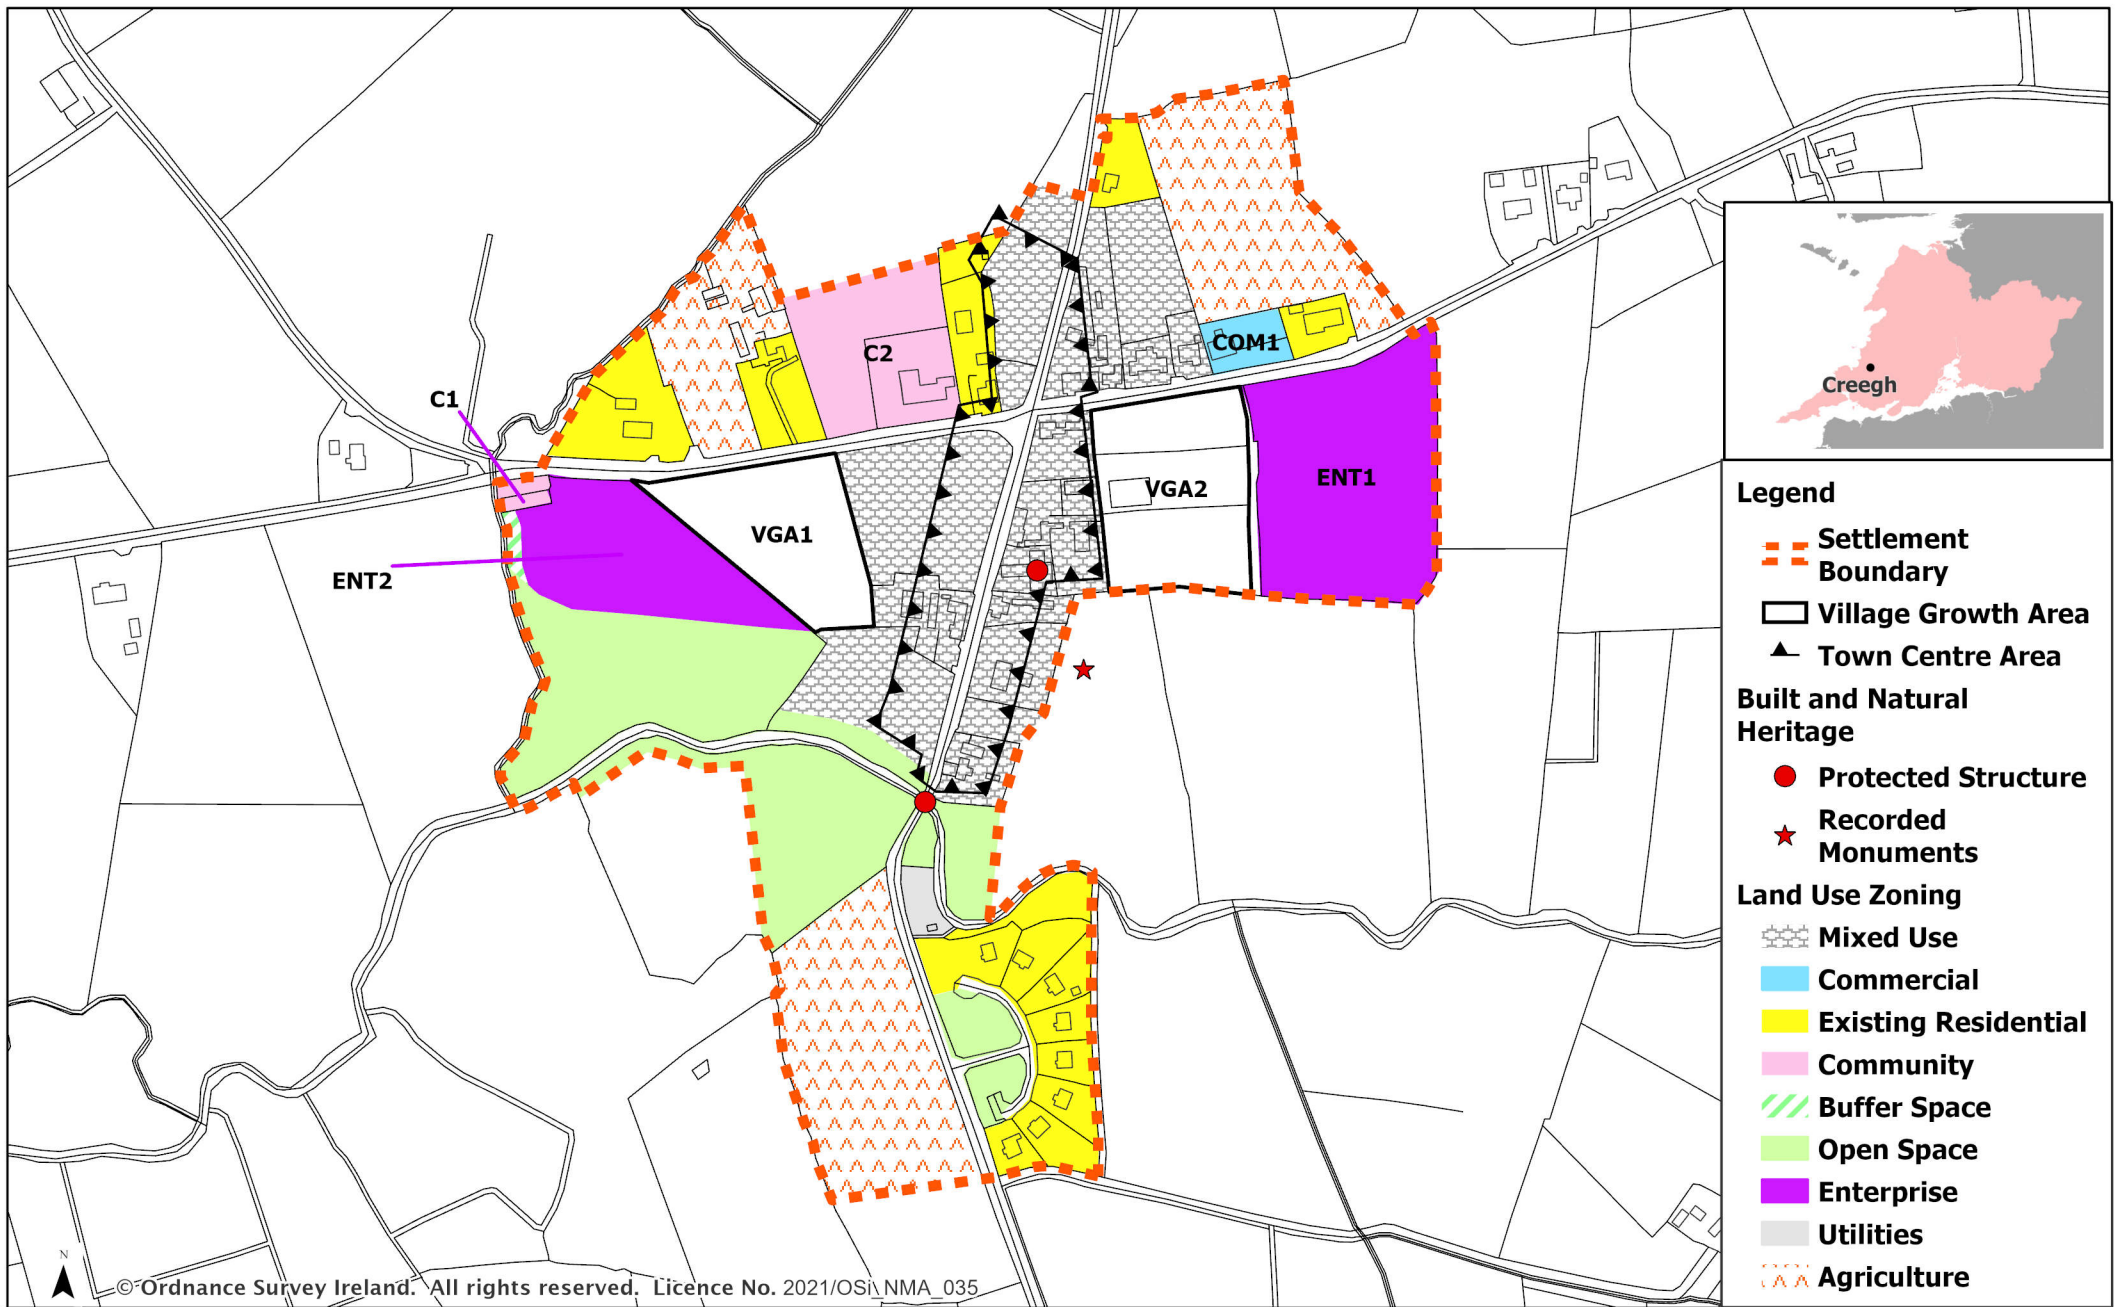 COM1
C2
C1
ENT1
VGA2
VGA1
ENT2
Creegh
Legend
Settlement
Boundary
Village Growth Area
Town Centre Area
Built and Natural
Heritage
Protected Structure
Recorded
Monuments
Land Use Zoning
Mixed Use
Commercial
Existing Residential
Community
Buffer Space
Open Space
Enterprise
Utilities
Agriculture
N
© Ordnance Survey Ireland. All rights reserved. Licence No. 2021/OSi_NMA_035